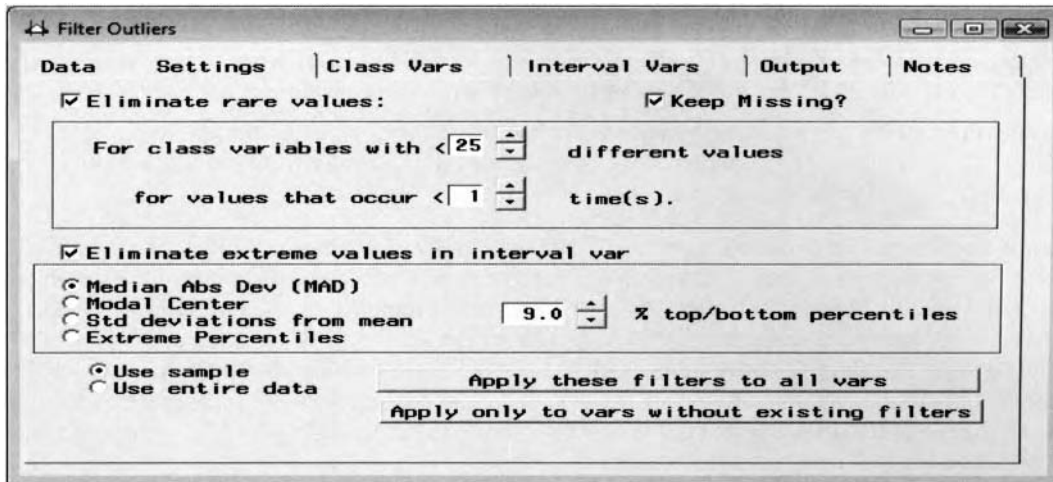 Filter Outliers
Data Settings Class Vars Interval Vars Output Notes
Eliminate rare values: Keep Missing?
For class variables with < 25 different values
for values that occur < 1 time(s).
Eliminate extreme values in interval var
Median Abs Dev (MAD)
Modal Center
Std deviations from mean 9.0 % top/bottom percentiles
Extreme Percentiles
Use sample
Use entire data
Apply these filters to all vars
Apply only to vars without existing filters